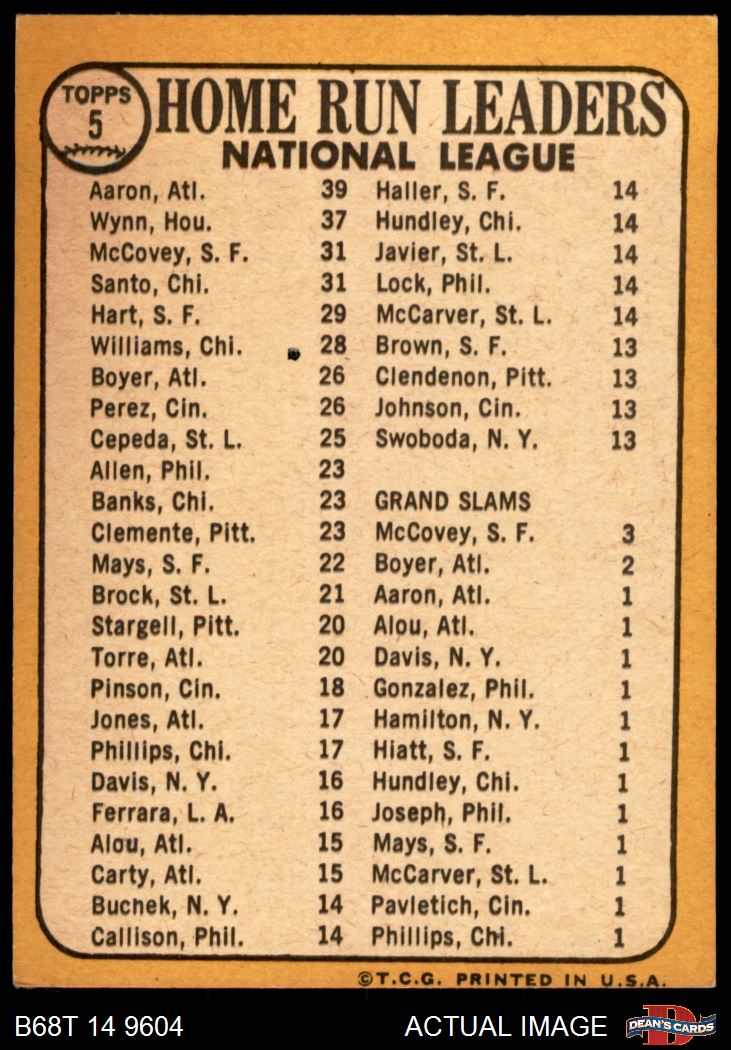 TOPPS
5
HOME RUN LEADERS
NATIONAL LEAGUE
Aaron, Atl. 39
Wynn, Hou. 37
McCovey, S. F. 31
Santo, Chi. 31
Hart, S. F. 29
Williams, Chi. 28
Boyer, Atl. 26
Perez, Cin. 26
Cepeda, St. L. 25
Allen, Phil. 23
Banks, Chi. 23
Clemente, Pitt. 23
Mays, S. F. 22
Brock, St. L. 21
Stargell, Pitt. 20
Torre, Atl. 20
Pinson, Cin. 18
Jones, Atl. 17
Phillips, Chi. 17
Davis, N. Y. 16
Ferrara, L. A. 16
Alou, Atl. 15
Carty, Atl. 15
Buchek, N. Y. 14
Callison, Phil. 14
Haller, S. F. 14
Hundley, Chi. 14
Javier, St. L. 14
Lock, Phil. 14
McCarver, St. L. 14
Brown, S. F. 13
Clendenon, Pitt. 13
Johnson, Cin. 13
Swoboda, N. Y. 13
GRAND SLAMS
McCovey, S. F. 3
Boyer, Atl. 2
Aaron, Atl. 1
Alou, Atl. 1
Davis, N. Y. 1
Gonzalez, Phil. 1
Hamilton, N. Y. 1
Hiatt, S. F. 1
Hundley, Chi. 1
Joseph, Phil. 1
Mays, S. F. 1
McCarver, St. L. 1
Pavletich, Cin. 1
Phillips, Chi. 1
©T.C.G. PRINTED IN U.S.A.
B68T 14 9604 ACTUAL IMAGE
D
DEAN'S CARDS